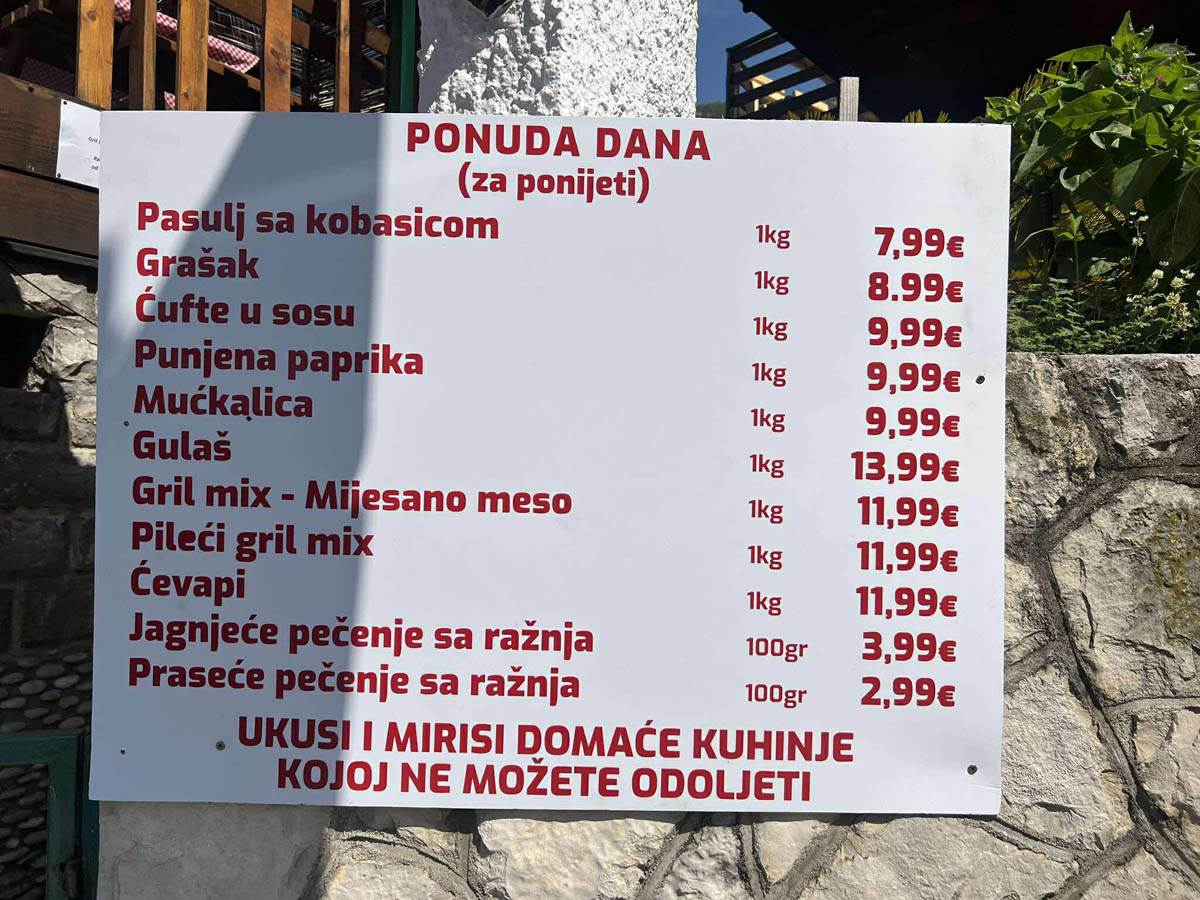 PONUDA DANA
(za ponijeti)
Pasulj sa kobasicom 1kg 7,99€
Grašak 1kg 8.99€
Ćufte u sosu 1kg 9,99€
Punjena paprika 1kg 9,99€
Mućkalica 1kg 9,99€
Gulaš 1kg 13,99€
Gril mix - Mijesano meso 1kg 11,99€
Pileći gril mix 1kg 11,99€
Ćevapi 1kg 11,99€
Jagnjeće pečenje sa ražnja 100gr 3,99€
Praseće pečenje sa ražnja 100gr 2,99€
UKUSI I MIRISI DOMAĆE KUHINJE
KOJOJ NE MOŽETE ODOLJETI